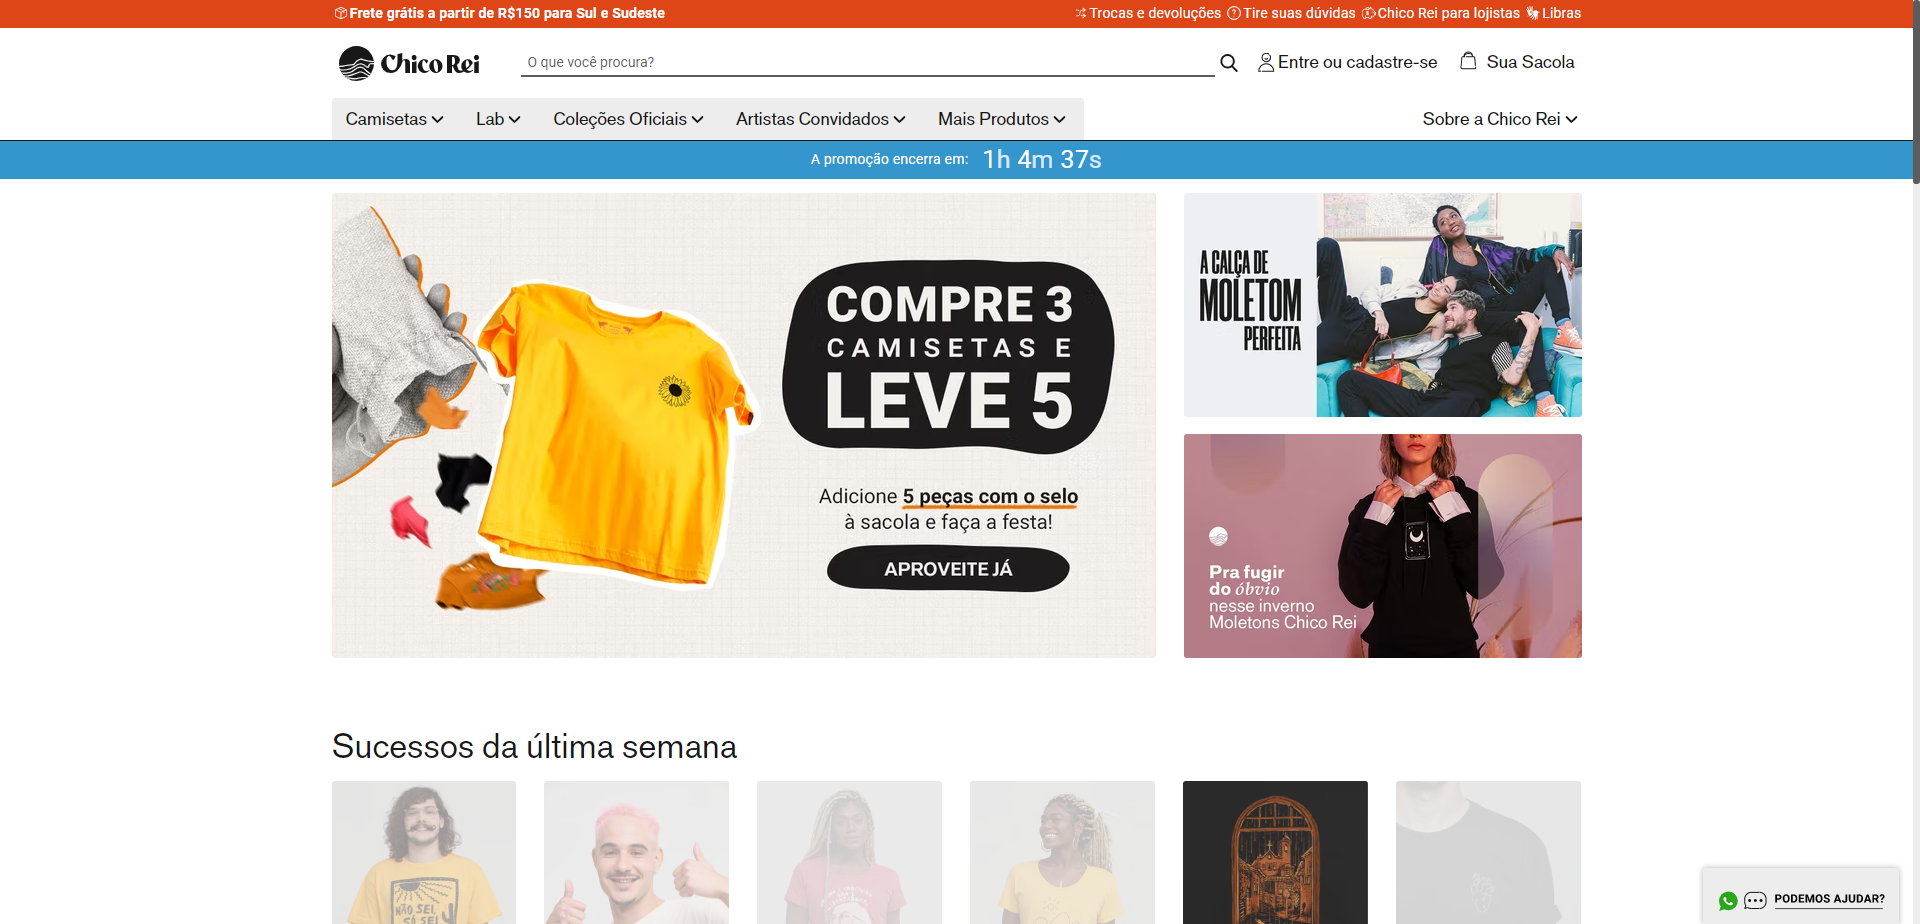 Frete grátis a partir de R$150 para Sul e Sudeste
Trocas e devoluções
Tire suas dúvidas
Chico Rei para lojistas
Libras
Chico Rei
O que você procura?
Entre ou cadastre-se
Sua Sacola
Camisetas
Lab
Coleções Oficiais
Artistas Convidados
Mais Produtos
Sobre a Chico Rei
A promoção encerra em: 1h 4m 37s
COMPRE 3
CAMISETAS E
LEVE 5
Adicione 5 peças com o selo
à sacola e faça a festa!
APROVEITE JÁ
A CALÇA DE
MOLETOM
PERFEITA
Pra fugir
do óbvio
nesse inverno
Moletons Chico Rei
Sucessos da última semana
NÃO SEI,
SÓ SEI
PODEMOS AJUDAR?